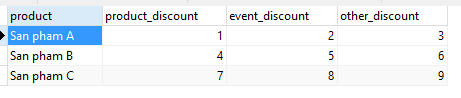 product product_discount event_discount other_discount
San pham A 1 2 3
San pham B 4 5 6
San pham C 7 8 9